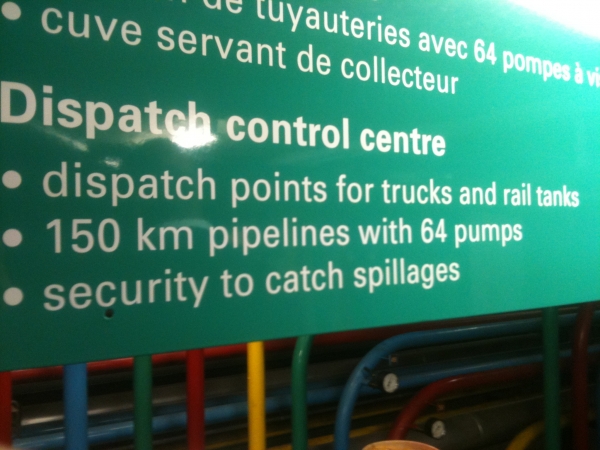 de tuyauteries avec 64 pompes à
• cuve servant de collecteur
Dispatch control centre
• dispatch points for trucks and rail tanks
• 150 km pipelines with 64 pumps
• security to catch spillages